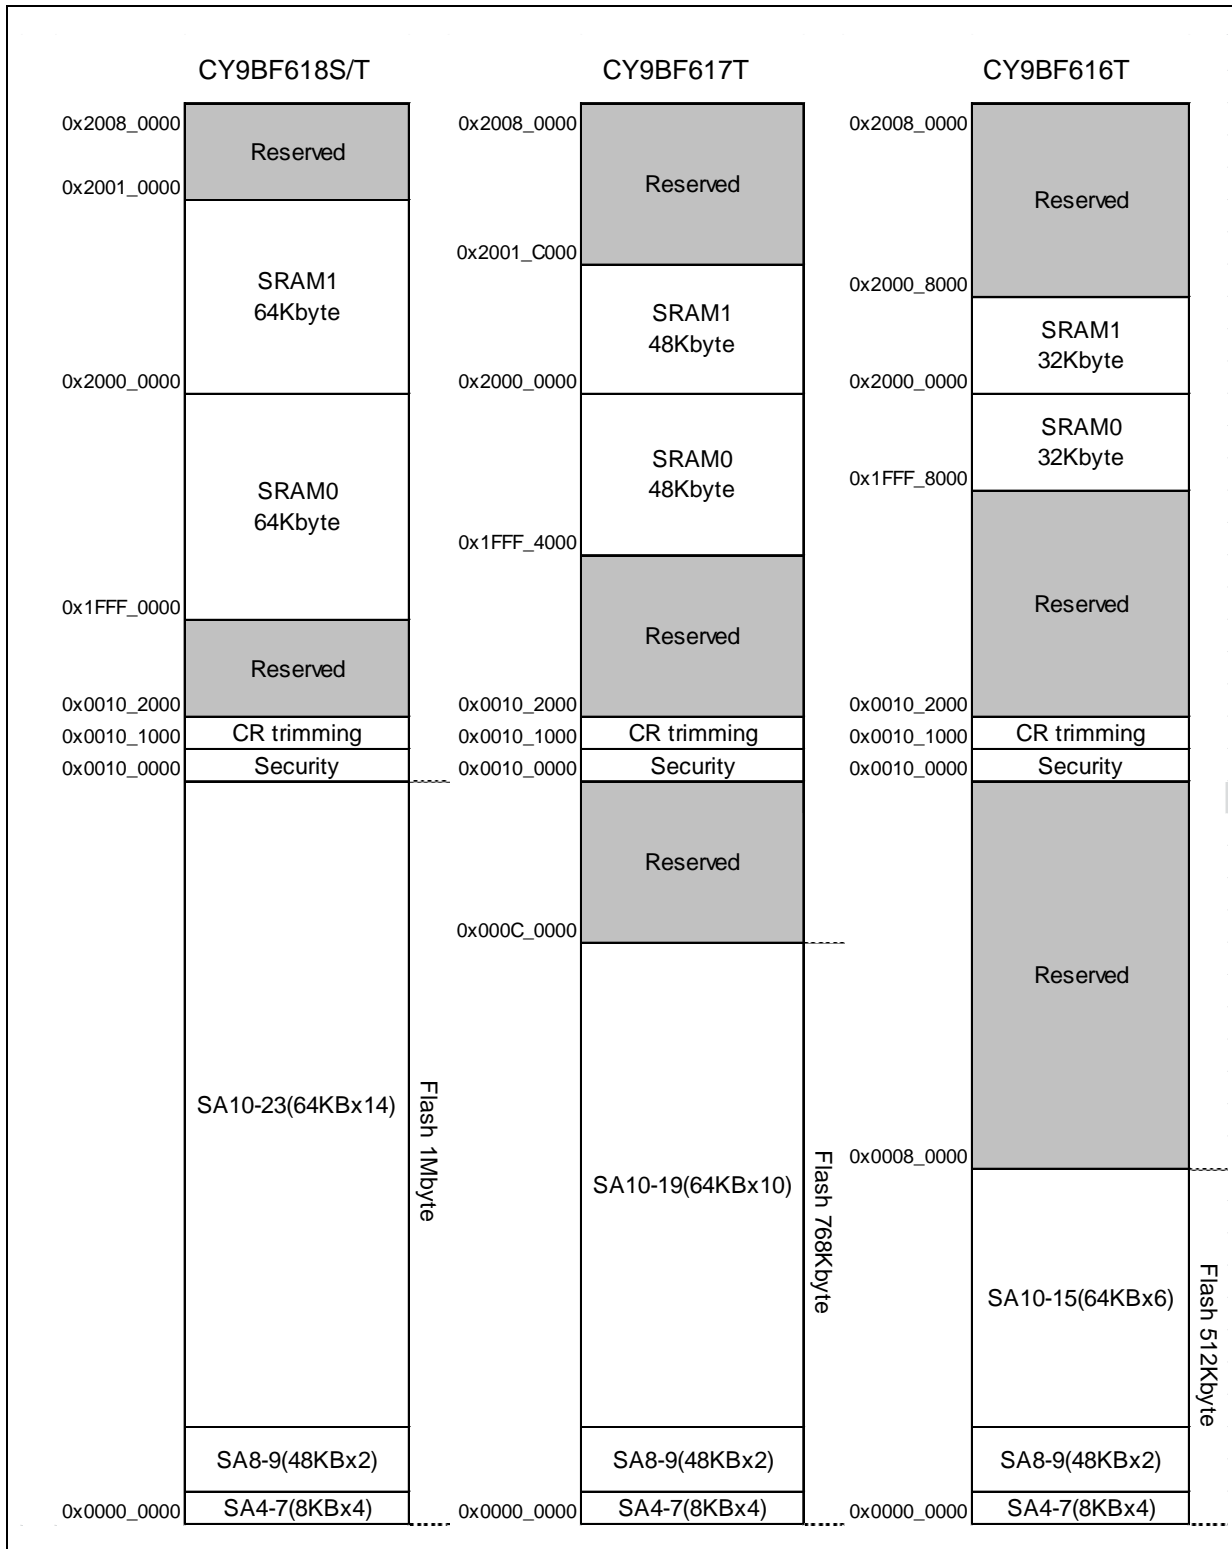 CY9BF618S/T
0x2008_0000
Reserved
0x2001_0000
SRAM1
64Kbyte
0x2000_0000
SRAM0
64Kbyte
0x1FFF_0000
Reserved
0x0010_2000
CR trimming
0x0010_1000
Security
0x0010_0000
SA10-23(64KBx14)
Flash 1Mbyte
SA8-9(48KBx2)
SA4-7(8KBx4)
0x0000_0000
CY9BF617T
0x2008_0000
Reserved
0x2001_C000
SRAM1
48Kbyte
0x2000_0000
SRAM0
48Kbyte
0x1FFF_4000
Reserved
0x0010_2000
CR trimming
0x0010_1000
Security
0x0010_0000
Reserved
0x000C_0000
SA10-19(64KBx10)
Flash 768Kbyte
SA8-9(48KBx2)
SA4-7(8KBx4)
0x0000_0000
CY9BF616T
0x2008_0000
Reserved
0x2000_8000
SRAM1
32Kbyte
0x2000_0000
SRAM0
32Kbyte
0x1FFF_8000
Reserved
0x0010_2000
CR trimming
0x0010_1000
Security
0x0010_0000
Reserved
0x0008_0000
SA10-15(64KBx6)
Flash 512Kbyte
SA8-9(48KBx2)
SA4-7(8KBx4)
0x0000_0000